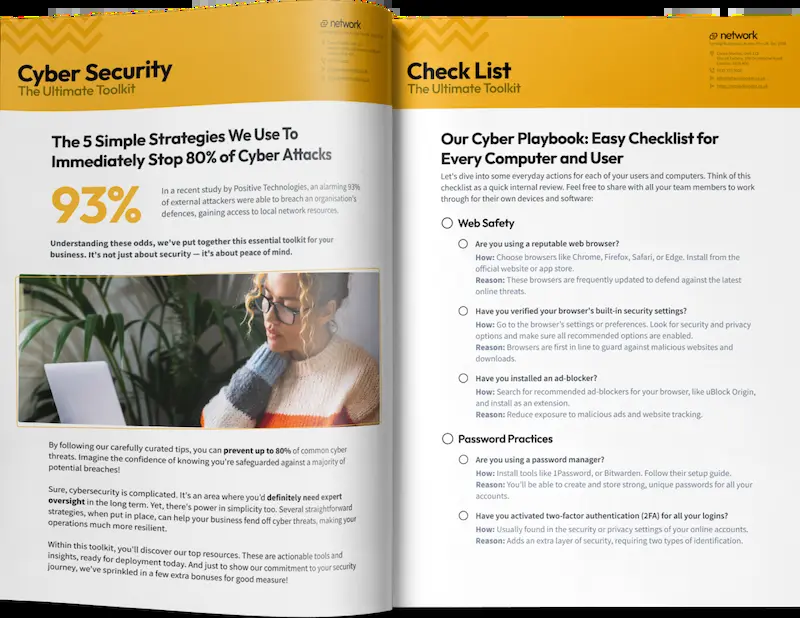 network
Cyber Security
The Ultimate Toolkit
The 5 Simple Strategies We Use To
Immediately Stop 80% of Cyber Attacks
93%
In a recent study by Positive Technologies, an alarming 93%
of external attackers were able to breach an organisation's
defences, gaining access to local network resources.
Understanding these odds, we've put together this essential toolkit for your
business. It's not just about security — it's about peace of mind.
By following our carefully curated tips, you can prevent up to 80% of common cyber
threats. Imagine the confidence of knowing you're safeguarded against a majority of
potential breaches!
Sure, cybersecurity is complicated. It's an area where you'd definitely need expert
oversight in the long term. Yet, there's power in simplicity too. Several straightforward
strategies, when put in place, can help your business fend off cyber threats, making your
operations much more resilient.
Within this toolkit, you'll discover our top resources. These are actionable tools and
insights, ready for deployment today. And just to show our commitment to your security
journey, we've sprinkled in a few extra bonuses for good measure!
network
Check List
The Ultimate Toolkit
Our Cyber Playbook: Easy Checklist for
Every Computer and User
Let's dive into some everyday actions for each of your users and computers. Think of this
checklist as a quick internal review. Feel free to share with all your team members to work
through for their own devices and software:
Web Safety
Are you using a reputable web browser?
How: Choose browsers like Chrome, Firefox, Safari, or Edge. Install from the
official website or app store.
Reason: These browsers are frequently updated to defend against the latest
online threats.
Have you verified your browser's built-in security settings?
How: Go to the browser's settings or preferences. Look for security and privacy
options and make sure all recommended options are enabled.
Reason: Browsers are first in line to guard against malicious websites and
downloads.
Have you installed an ad-blocker?
How: Search for recommended ad-blockers for your browser, like uBlock Origin,
and install as an extension.
Reason: Reduce exposure to malicious ads and website tracking.
Password Practices
Are you using a password manager?
How: Install tools like 1Password, or Bitwarden. Follow their setup guide.
Reason: You'll be able to create and store strong, unique passwords for all your
accounts.
Have you activated two-factor authentication (2FA) for all your logins?
How: Usually found in the security or privacy settings of your online accounts.
Reason: Adds an extra layer of security, requiring two types of identification.